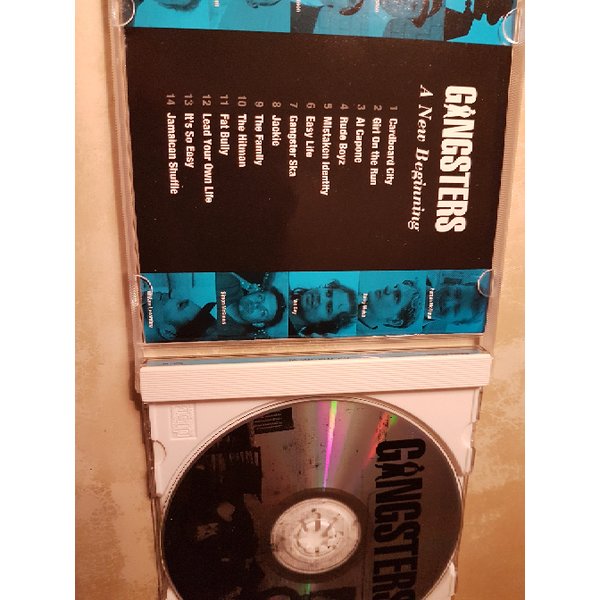 GANGSTERS
A New Beginning
1 Cardboard City
2 Girl On the Run
3 Al Capone
4 Rude Boyz
5 Mistaken Identity
6 Easy Life
7 Gangster Ska
8 Jackie
9 The Family
10 The Hitman
11 Fat Bully
12 Lead Your Own Life
13 It's So Easy
14 Jamaican Shuffle
GANGSTERS